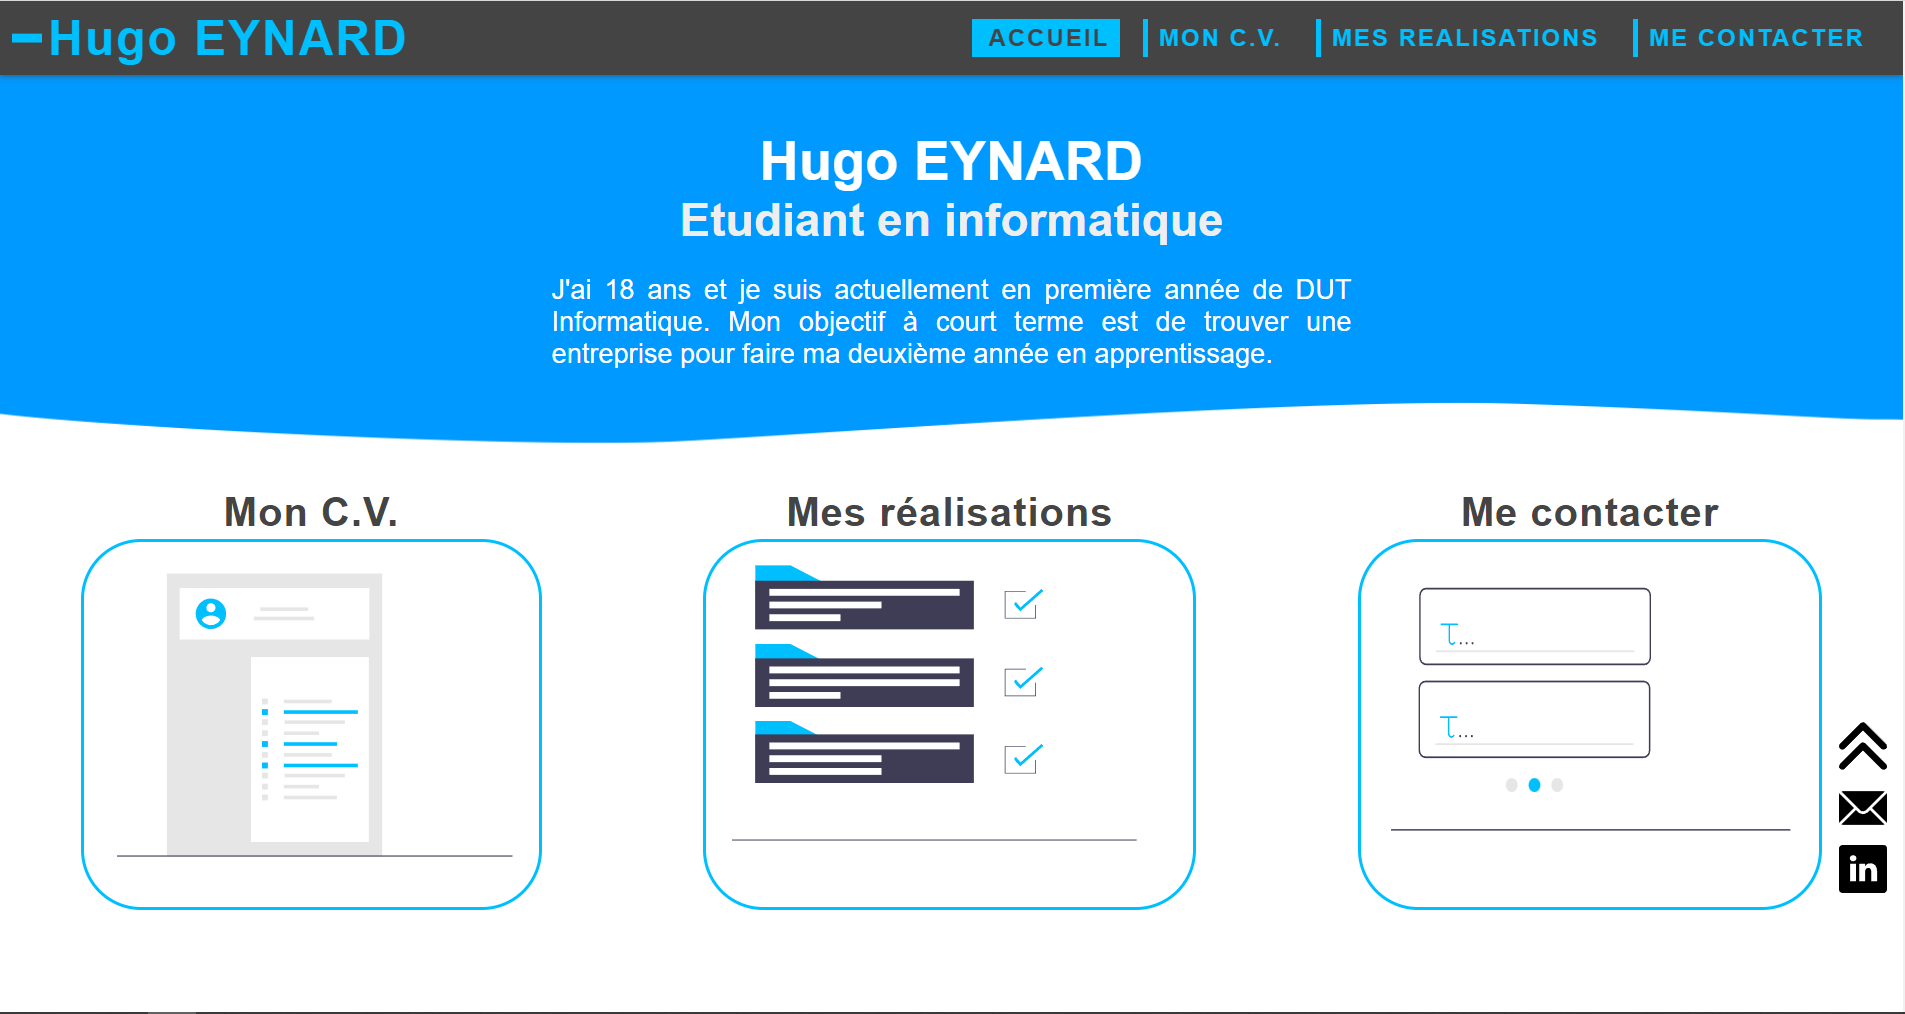 Hugo EYNARD
ACCUEIL
MON C.V.
MES REALISATIONS
ME CONTACTER
Hugo EYNARD
Etudiant en informatique
J'ai 18 ans et je suis actuellement en première année de DUT
Informatique. Mon objectif à court terme est de trouver une
entreprise pour faire ma deuxième année en apprentissage.
Mon C.V.
Mes réalisations
Me contacter
T...
T...
in